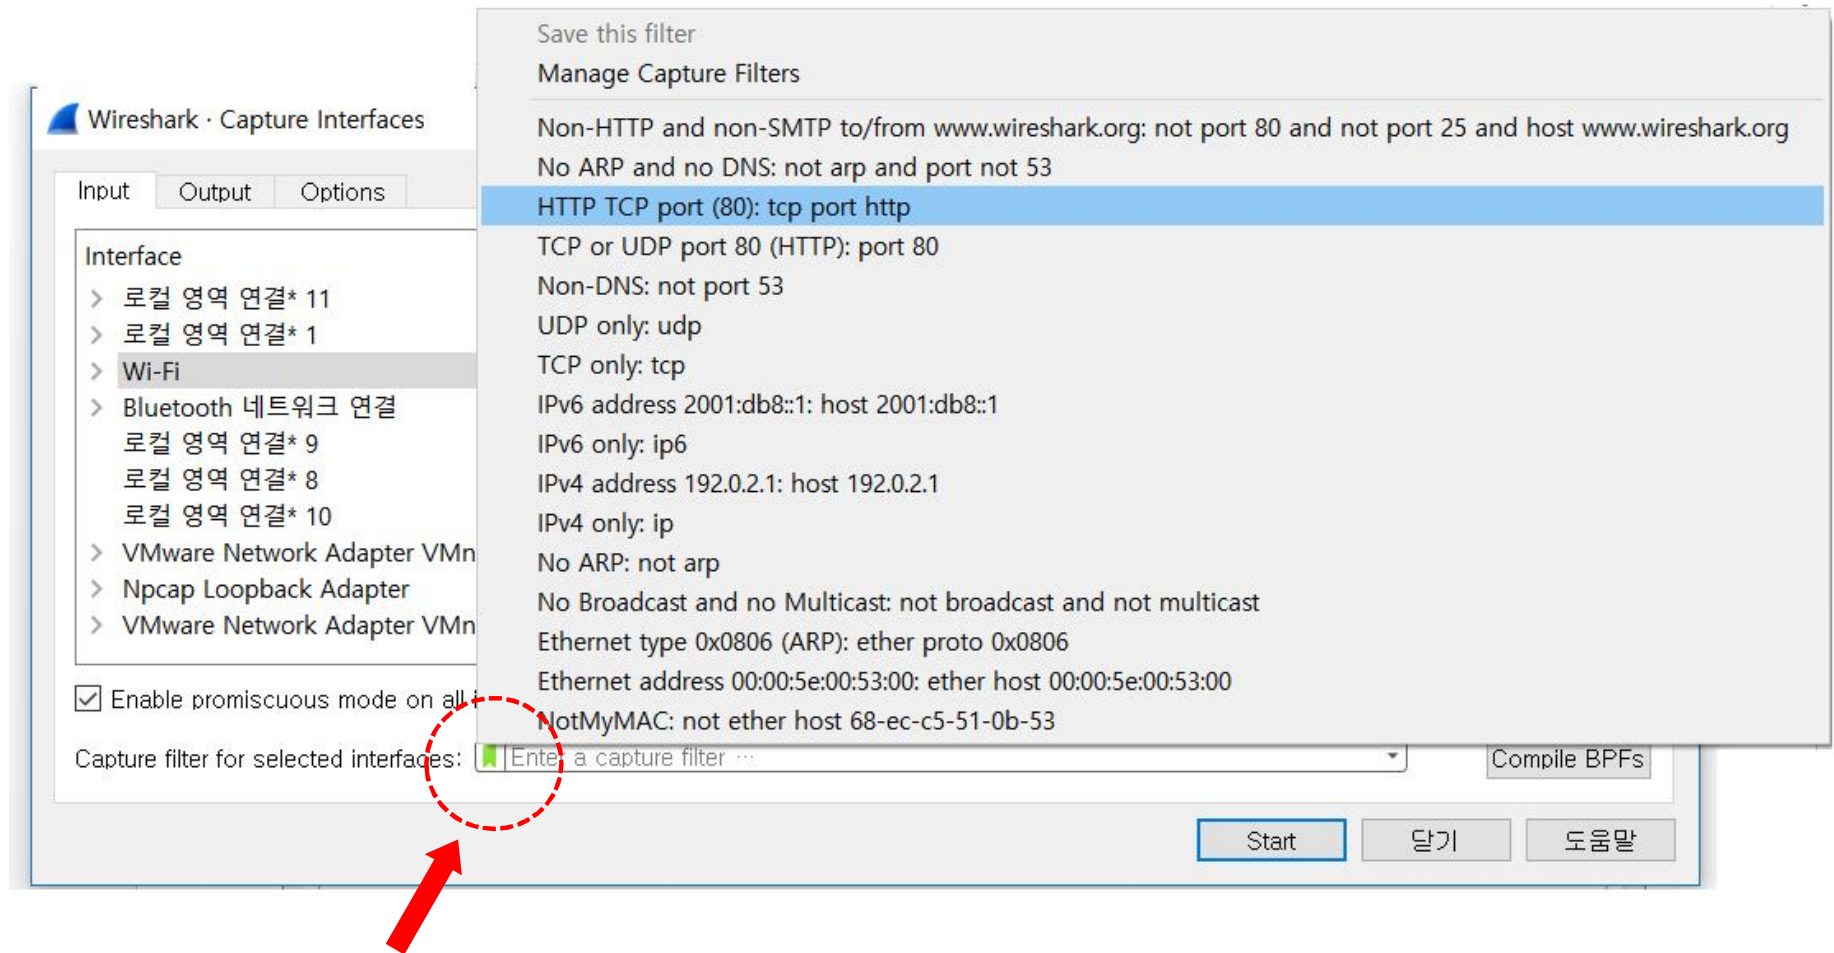 Save this filter
Manage Capture Filters
Non-HTTP and non-SMTP to/from www.wireshark.org: not port 80 and not port 25 and host www.wireshark.org
No ARP and no DNS: not arp and port not 53
HTTP TCP port (80): tcp port http
TCP or UDP port 80 (HTTP): port 80
Non-DNS: not port 53
UDP only: udp
TCP only: tcp
IPv6 address 2001:db8::1: host 2001:db8::1
IPv6 only: ip6
IPv4 address 192.0.2.1: host 192.0.2.1
IPv4 only: ip
No ARP: not arp
No Broadcast and no Multicast: not broadcast and not multicast
Ethernet type 0x0806 (ARP): ether proto 0x0806
Ethernet address 00:00:5e:00:53:00: ether host 00:00:5e:00:53:00
NotMyMAC: not ether host 68-ec-c5-51-0b-53
Wireshark · Capture Interfaces
Input Output Options
Interface
로컬 영역 연결* 11
로컬 영역 연결* 1
Wi-Fi
Bluetooth 네트워크 연결
로컬 영역 연결* 9
로컬 영역 연결* 8
로컬 영역 연결* 10
VMware Network Adapter VMn
Npcap Loopback Adapter
VMware Network Adapter VMn
Enable promiscuous mode on all i
Capture filter for selected interfaces: Enter a capture filter ... Compile BPFs
Start 닫기 도움말